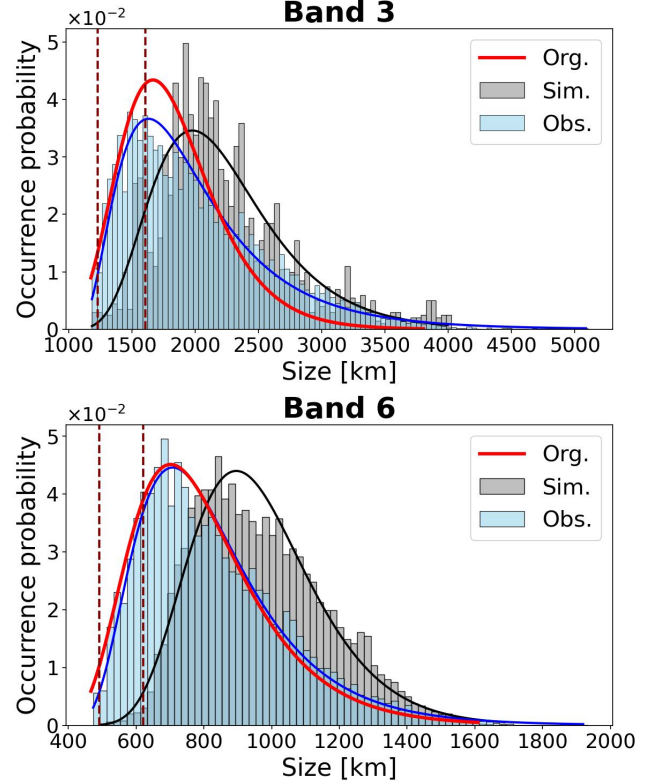 Band 3
×10−2
Occurrence probability
5
4
3
2
1
0
Org.
Sim.
Obs.
1000 1500 2000 2500 3000 3500 4000 4500 5000
Size [km]
Band 6
×10−2
Occurrence probability
5
4
3
2
1
0
Org.
Sim.
Obs.
400 600 800 1000 1200 1400 1600 1800 2000
Size [km]